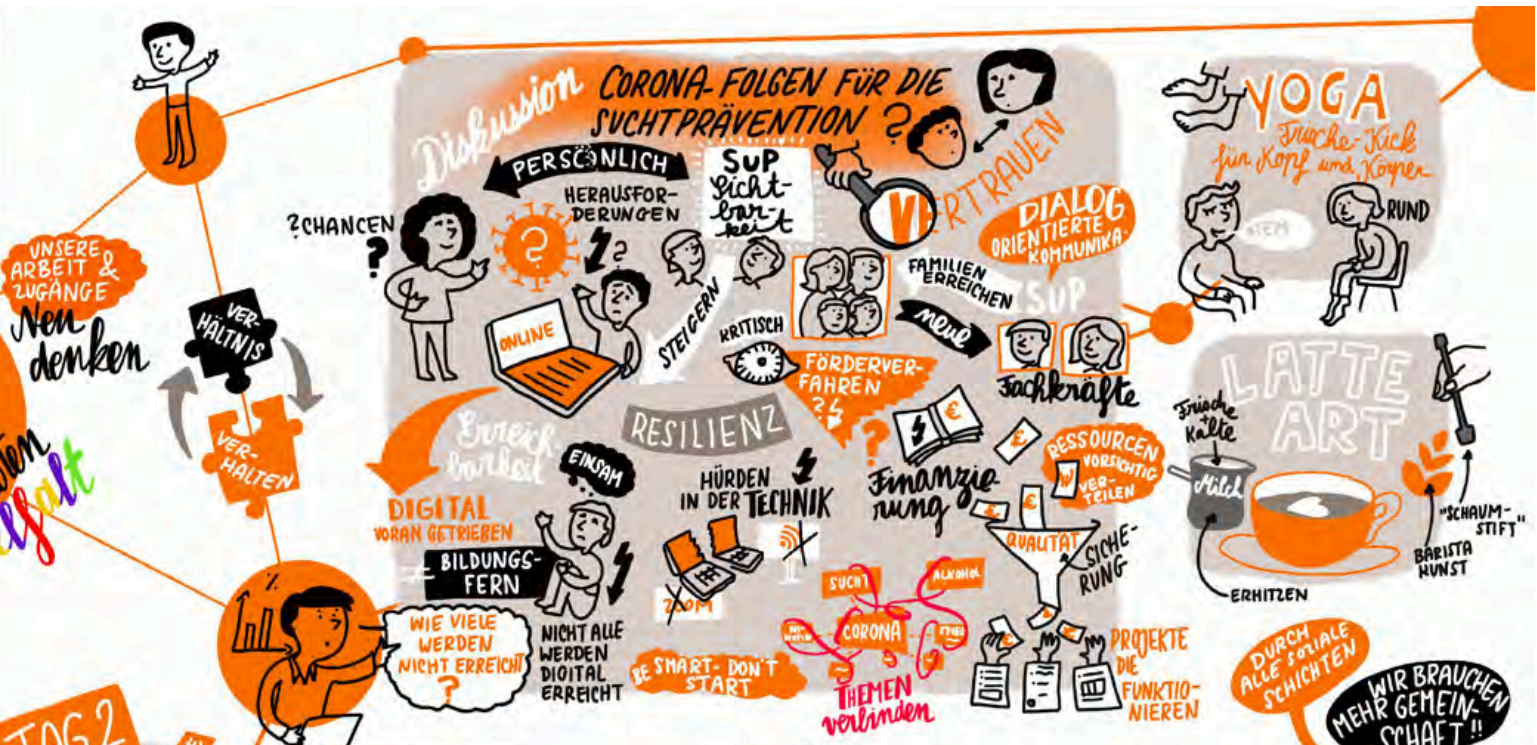 UNSERE
ARBEIT &
ZUGÄNGE
Neu
denken
VER-
HÄLTNIS
VER-
HALTEN
TAG 2
Diskussion
CORONA-FOLGEN FÜR DIE
SUCHTPRÄVENTION ?
PERSÖNLICH
HERAUSFOR-
DERUNGEN
?
?CHANCEN
?
?
SuP
Sicht-
bar-
keit
STEIGERN
VERTRAUEN
DIALOG
ORIENTIERTE
KOMMUNIKA-
FAMILIEN
ERREICHEN
SUP
neue
Fachkräfte
ONLINE
KRITISCH
FÖRDERVER-
FAHREN
?
RESILIENZ
Erreich-
barkeit
DIGITAL
VORAN GETRIEBEN
≠ BILDUNGS-
FERN
EINSAM
NICHT ALLE
WERDEN
DIGITAL
ERREICHT
WIE VIELE
WERDEN
NICHT ERREICHT
?
%
HÜRDEN
IN DER TECHNIK
ZOOM
BE SMART- DON'T
START
SUCHT
ALKOHOL
CORONA
THEMEN
verbinden
?
€
Finanzie-
rung
€
RESSOURCEN
VORSICHTIG
VER-
TEILEN
€
€
QUALITÄT
SICHE-
RUNG
€
PROJEKTE
DIE
FUNKTIO-
NIEREN
YOGA
Frische-Kick
für Kopf und Körper
RUND
LATTE
ART
Frische
+
Kälte
Milch
ERHITZEN
"SCHAUM-
STIFT"
BARISTA
KUNST
DURCH
ALLE SOZIALE
SCHICHTEN
WIR BRAUCHEN
MEHR GEMEIN-
SCHAFT !!